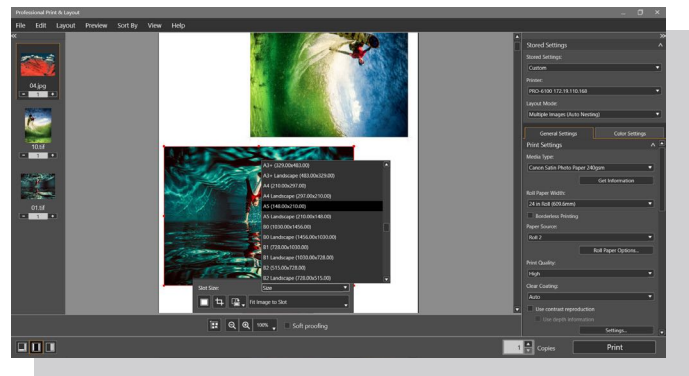 Professional Print & Layout
File Edit Layout Preview Sort By View Help
04.jpg
1
10.tif
1
01.tif
1
A3+ (329.00x483.00)
A3+ Landscape (483.00x329.00)
A4 (210.00x297.00)
A4 Landscape (297.00x210.00)
A5 (148.00x210.00)
A5 Landscape (210.00x148.00)
B0 (1030.00x1456.00)
B0 Landscape (1456.00x1030.00)
B1 (728.00x1030.00)
B1 Landscape (1030.00x728.00)
B2 (515.00x728.00)
B2 Landscape (728.00x515.00)
Slot Size: Size
Fit Image to Slot
100% Soft proofing
Stored Settings
Stored Settings:
Custom
Printer:
PRO-6100 172.19.110.168
Layout Mode:
Multiple Images (Auto Nesting)
General Settings Color Settings
Print Settings
Media Type:
Canon Satin Photo Paper 240gsm
Get Information
Roll Paper Width:
24 in Roll (609.6mm)
Borderless Printing
Paper Source:
Roll 2
Roll Paper Options...
Print Quality:
High
Clear Coating:
Auto
Use contrast reproduction
Use depth information
Settings...
1 Copies Print